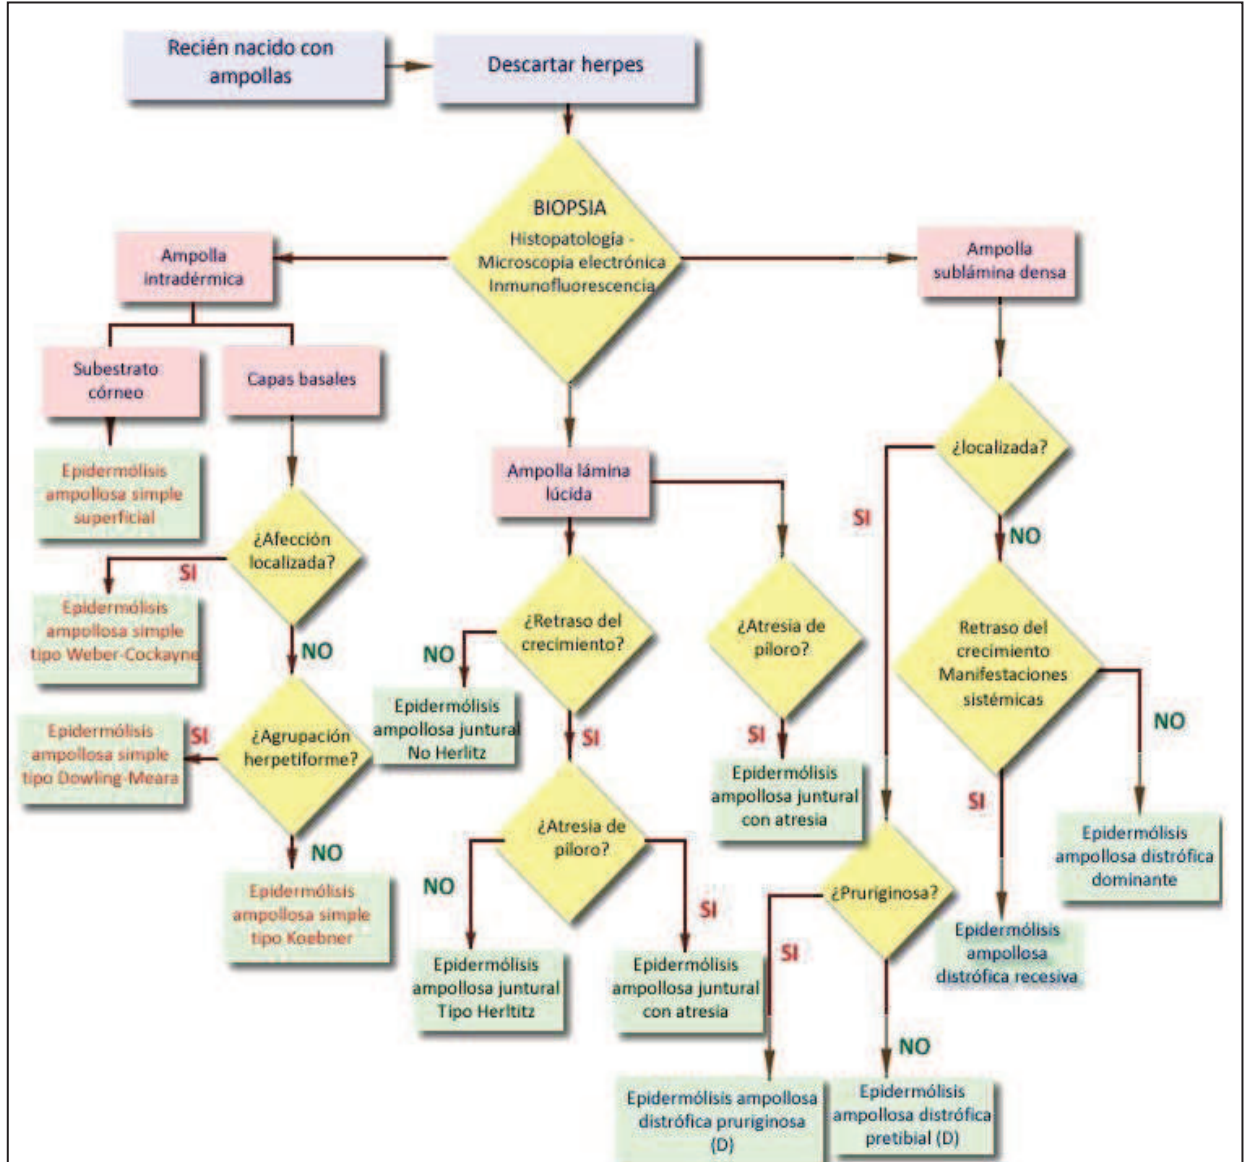 Recién nacido con
ampollas
Descartar herpes
BIOPSIA
Histopatología -
Microscopia electrónica
Inmunofluorescencia
Ampolla
intradérmica
Ampolla
sublámina densa
Subestrato
córneo
Capas basales
Epidermólisis
ampollosa simple
superficial
¿Afección
localizada?
SI
Epidermólisis
ampollosa simple
tipo Weber-Cockayne
NO
¿Agrupación
herpetiforme?
SI
Epidermólisis
ampollosa simple
tipo Dowling-Meara
NO
Epidermólisis
ampollosa simple
tipo Koebner
Ampolla lámina
lúcida
¿Retraso del
crecimiento?
NO
Epidermólisis
ampollosa juntural
No Herlitz
SI
¿Atresia de
píloro?
NO
Epidermólisis
ampollosa juntural
Tipo Herltitz
SI
Epidermólisis
ampollosa juntural
con atresia
¿Atresia de
píloro?
SI
Epidermólisis
ampollosa juntural
con atresia
¿localizada?
SI
NO
Retraso del
crecimiento
Manifestaciones
sistémicas
NO
Epidermólisis
ampollosa distrófica
dominante
SI
Epidermólisis
ampollosa
distrófica recesiva
¿Pruriginosa?
SI
Epidermólisis ampollosa
distrófica pruriginosa
(D)
NO
Epidermólisis
ampollosa distrófica
pretibial (D)